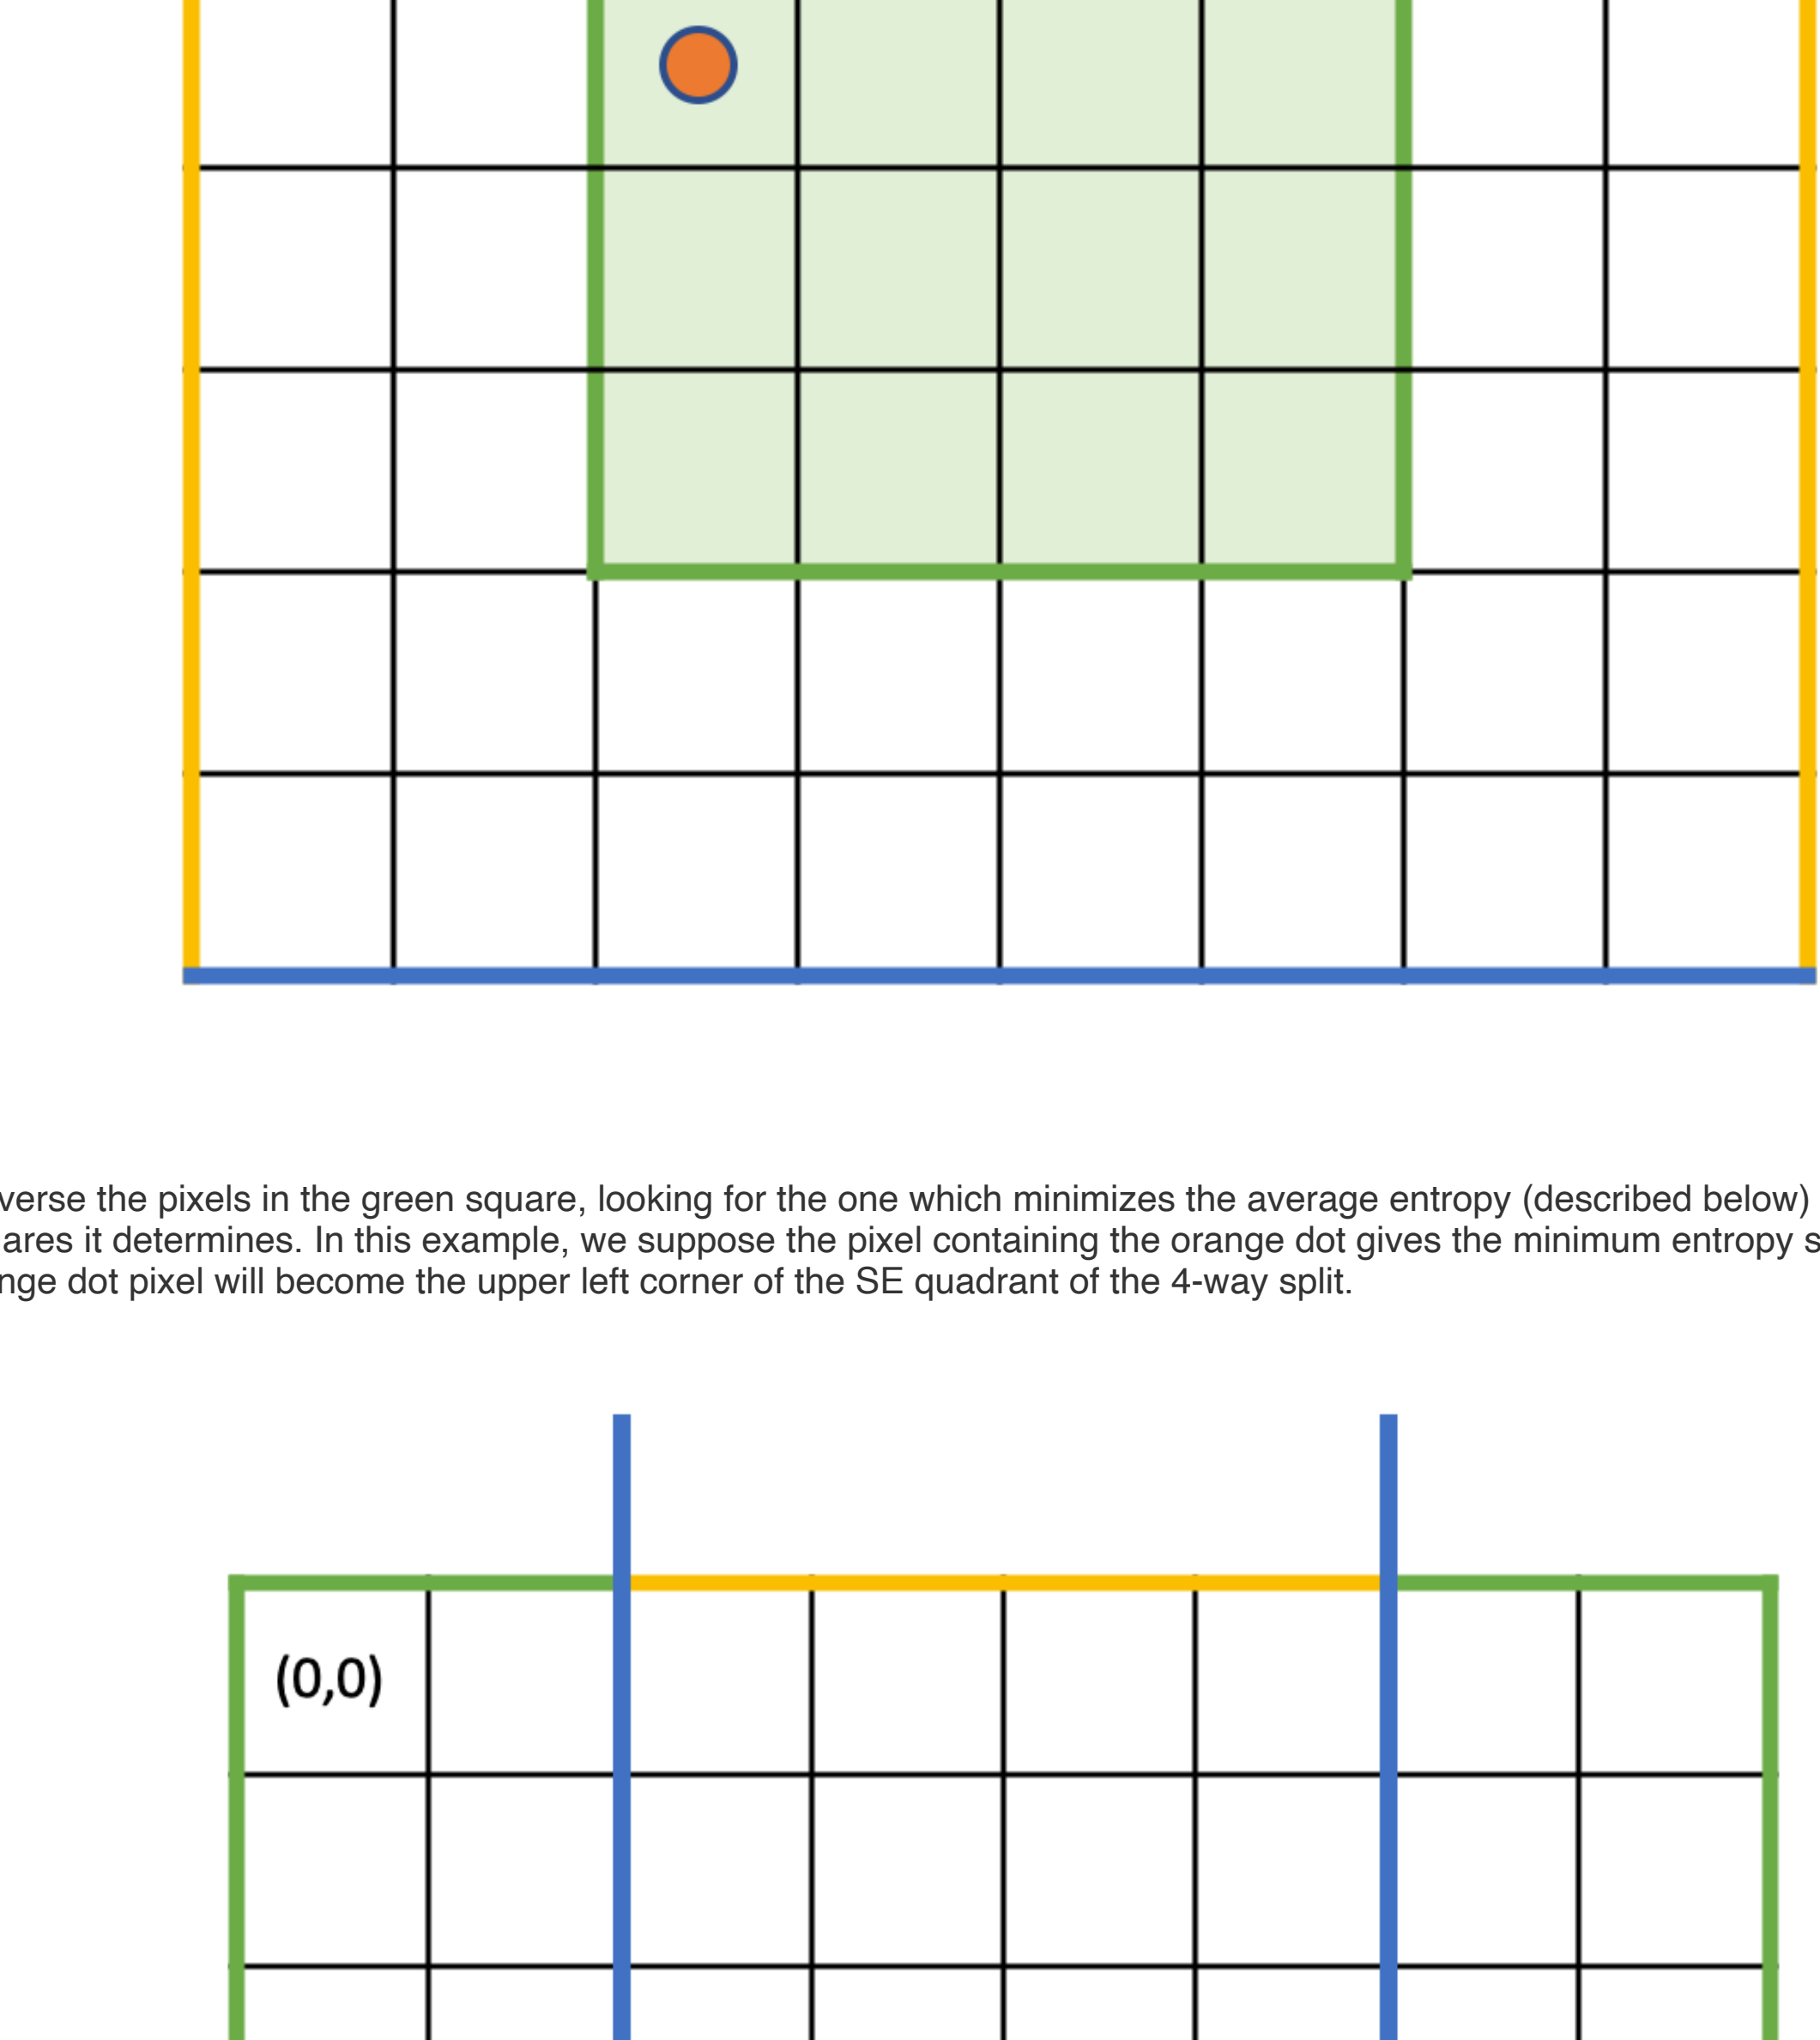 verse the pixels in the green square, looking for the one which minimizes the average entropy (described below)
ares it determines. In this example, we suppose the pixel containing the orange dot gives the minimum entropy s
nge dot pixel will become the upper left corner of the SE quadrant of the 4-way split.
(0,0)